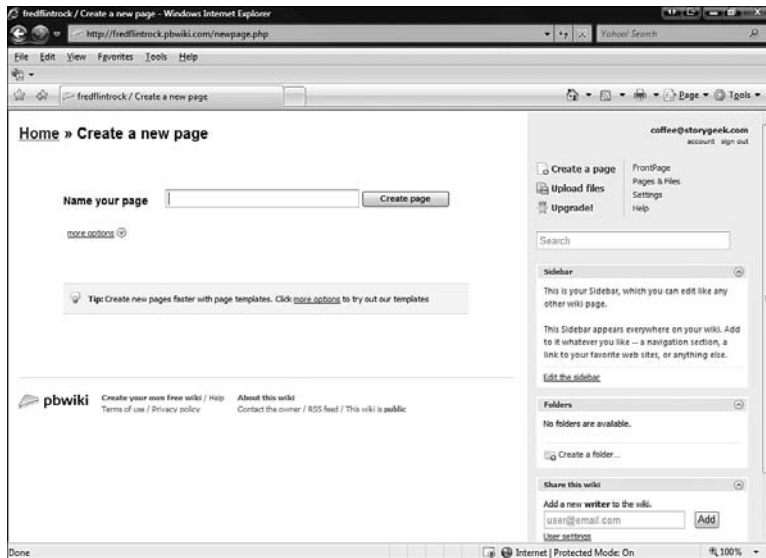 fredflintrock / Create a new page - Windows Internet Explorer
http://fredflintrock.pbwiki.com/newpage.php
Yahoo! Search
File Edit View Favorites Tools Help
fredflintrock / Create a new page
Page Tools
Home » Create a new page
Name your page
Create page
more options
Tip: Create new pages faster with page templates. Click more options to try out our templates
pbwiki
Create your own free wiki / Help
Terms of use / Privacy policy
About this wiki
Contact the owner / RSS feed / This wiki is public
coffee@storygeek.com
account sign out
Create a page
Upload files
Upgrade!
FrontPage
Pages & Files
Settings
Help
Search
Sidebar
This is your Sidebar, which you can edit like any
other wiki page.
This Sidebar appears everywhere on your wiki. Add
to it whatever you like -- a navigation section, a
link to your favorite web sites, or anything else.
Edit the sidebar
Folders
No folders are available.
Create a folder...
Share this wiki
Add a new writer to the wiki.
user@email.com
Add
User settings
Done
Internet | Protected Mode: On
100%